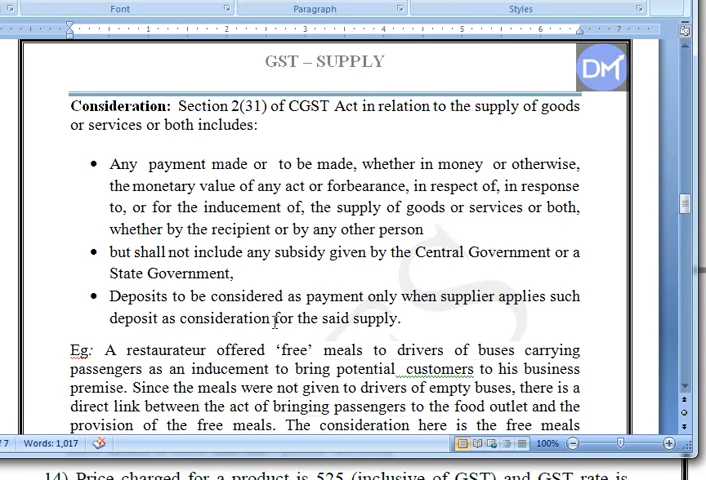 Font
Paragraph
Styles
1 2 3 4 5 6 7
GST – SUPPLY
DM
Consideration: Section 2(31) of CGST Act in relation to the supply of goods
or services or both includes:
• Any payment made or to be made, whether in money or otherwise,
the monetary value of any act or forbearance, in respect of, in response
to, or for the inducement of, the supply of goods or services or both,
whether by the recipient or by any other person
• but shall not include any subsidy given by the Central Government or a
State Government,
• Deposits to be considered as payment only when supplier applies such
deposit as consideration for the said supply.
Eg: A restaurateur offered ‘free’ meals to drivers of buses carrying
passengers as an inducement to bring potential customers to his business
premise. Since the meals were not given to drivers of empty buses, there is a
direct link between the act of bringing passengers to the food outlet and the
provision of the free meals. The consideration here is the free meals
f 7
Words: 1,017
100%
14) Price charged for a product is 525 (inclusive of GST) and GST rate is